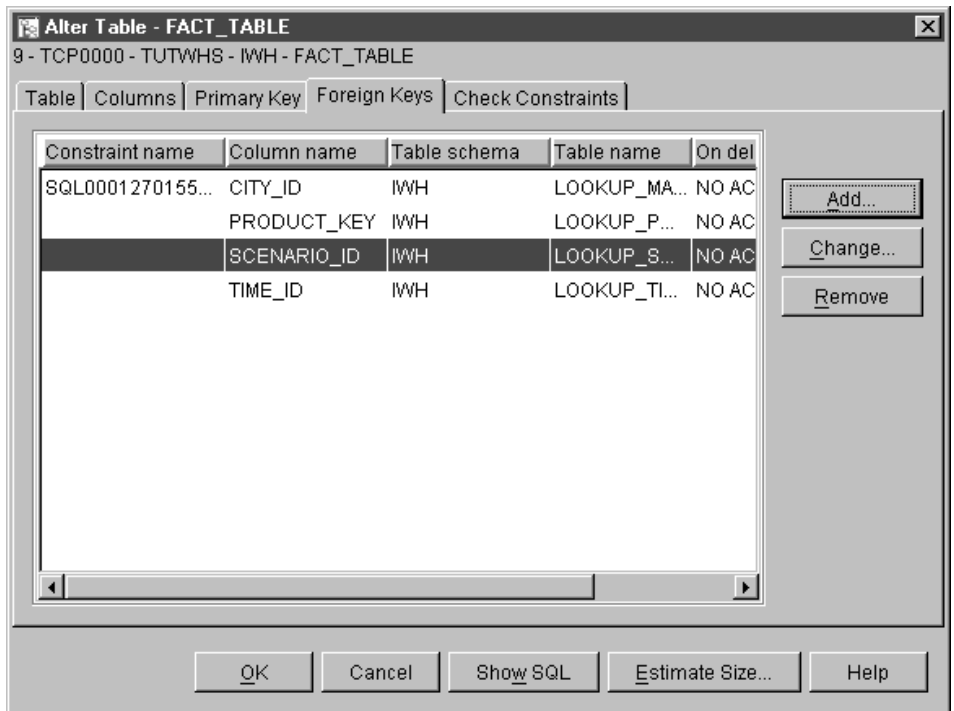 Alter Table - FACT_TABLE
9 - TCP0000 - TUTWHS - IWH - FACT_TABLE
Table Columns Primary Key Foreign Keys Check Constraints
Constraint name Column name Table schema Table name On del
SQL0001270155... CITY_ID IWH LOOKUP_MA... NO AC
PRODUCT_KEY IWH LOOKUP_P... NO AC
SCENARIO_ID IWH LOOKUP_S... NO AC
TIME_ID IWH LOOKUP_TI... NO AC
Add...
Change...
Remove
OK Cancel Show SQL Estimate Size... Help